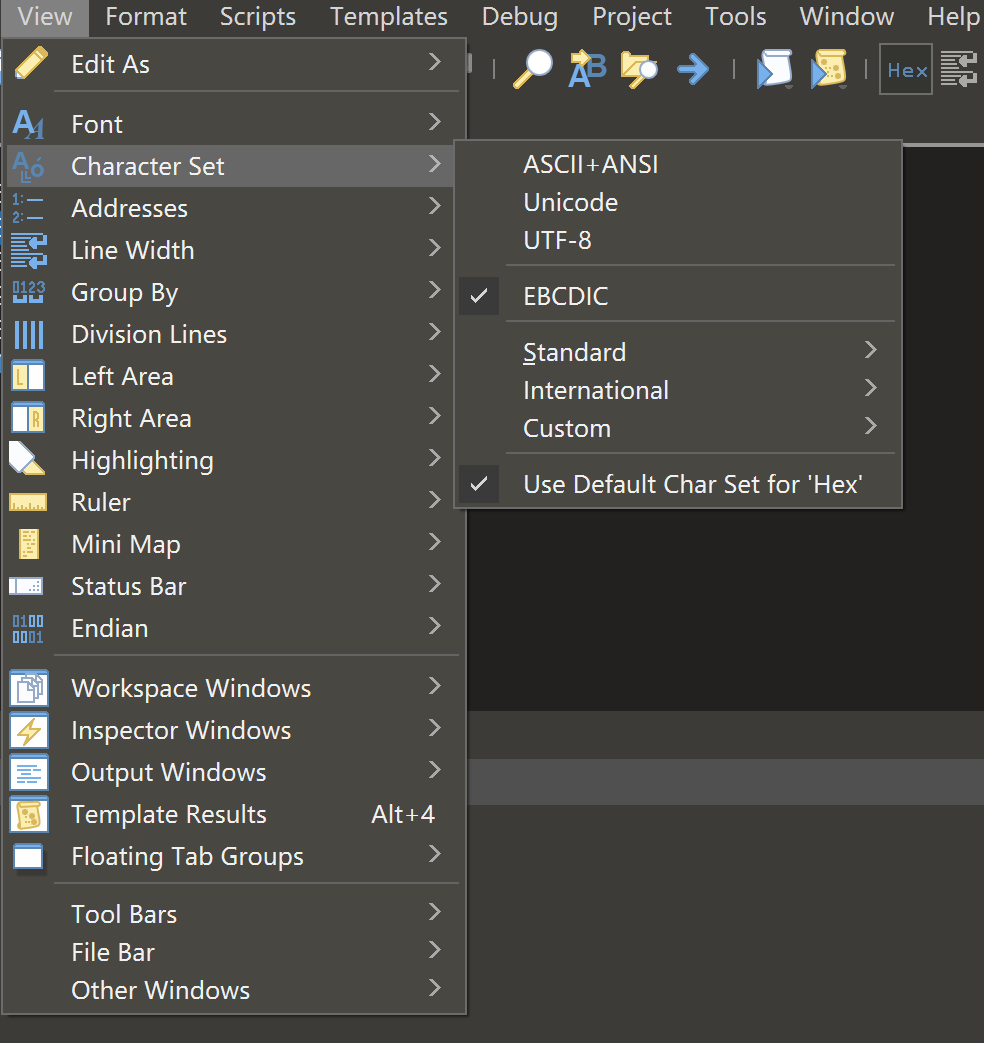 View Format Scripts Templates Debug Project Tools Window Help
Edit As
Hex
Font
Character Set
Addresses
Line Width
Group By
Division Lines
Left Area
Right Area
Highlighting
Ruler
Mini Map
Status Bar
Endian
Workspace Windows
Inspector Windows
Output Windows
Template Results Alt+4
Floating Tab Groups
Tool Bars
File Bar
Other Windows
ASCII+ANSI
Unicode
UTF-8
EBCDIC
Standard
International
Custom
Use Default Char Set for 'Hex'